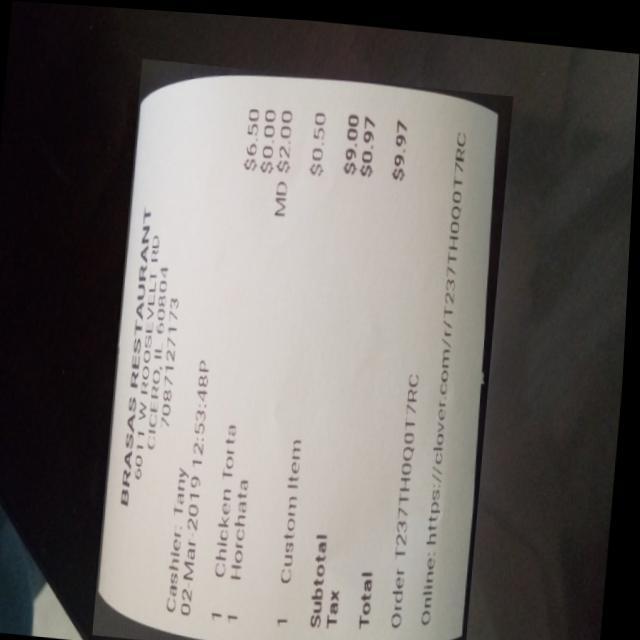 BRASAS RESTAURANT
6011 W ROOSEVELT RD
CICERO, IL 60804
7087127173
Cashier: Tany
02-Mar-2019 12:53:48P
1 Chicken Torta $6.50
1 Horchata $0.00
MD $2.00
1 Custom Item $0.50
Subtotal $9.00
Tax $0.97
Total $9.97
Order T237TH0Q0T7RC
Online: https://clover.com/r/T237TH0Q0T7RC